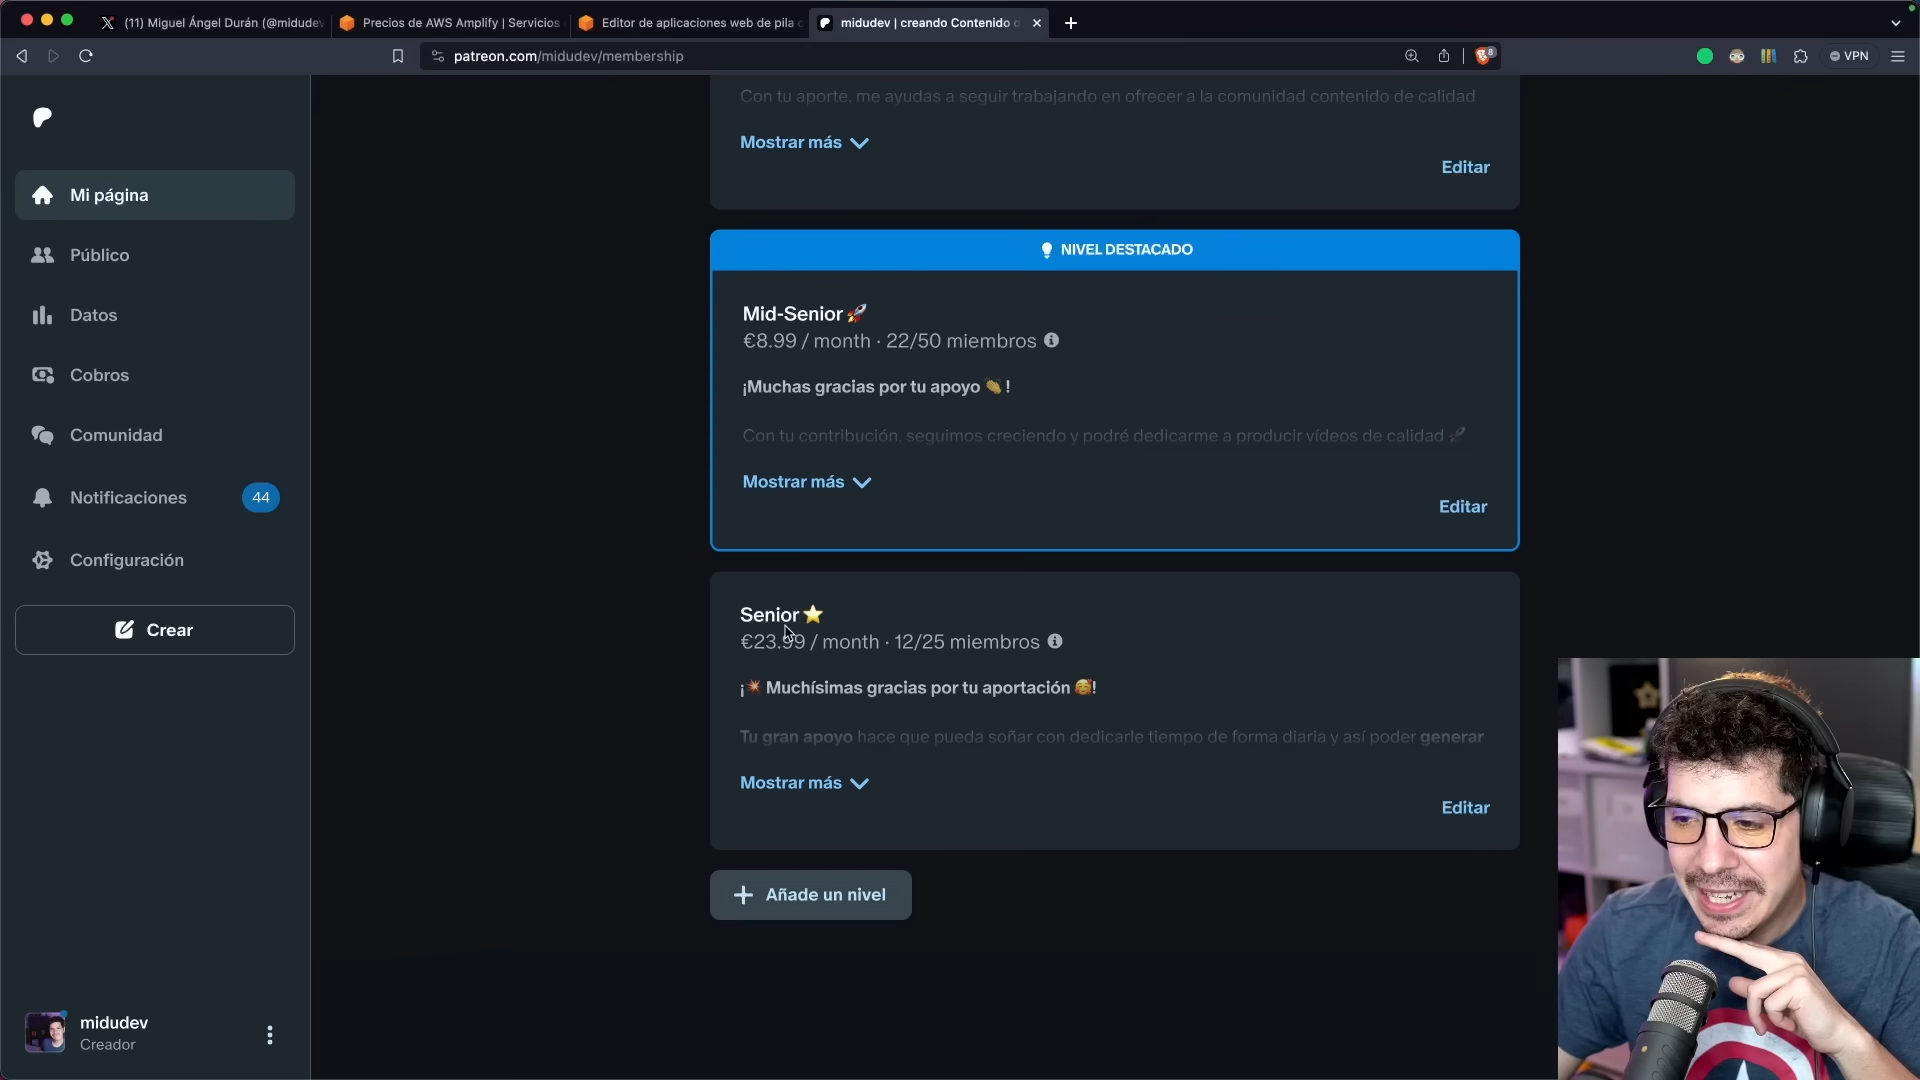 (11) Miguel Ángel Durán (@midudev
Precios de AWS Amplify | Servicios
Editor de aplicaciones web de pila c
midudev | creando Contenido d
patreon.com/midudev/membership
8
VPN
Mi página
Público
Datos
Cobros
Comunidad
Notificaciones
44
Configuración
Crear
midudev
Creador
Con tu aporte, me ayudas a seguir trabajando en ofrecer a la comunidad contenido de calidad
Mostrar más
Editar
NIVEL DESTACADO
Mid-Senior 🚀
€8.99 / month · 22/50 miembros
¡Muchas gracias por tu apoyo 👏 !
Con tu contribución, seguimos creciendo y podré dedicarme a producir vídeos de calidad 🚀
Mostrar más
Editar
Senior ⭐
€23.99 / month · 12/25 miembros
¡💥 Muchísimas gracias por tu aportación 🥰!
Tu gran apoyo hace que pueda soñar con dedicarle tiempo de forma diaria y así poder generar
Mostrar más
Editar
Añade un nivel